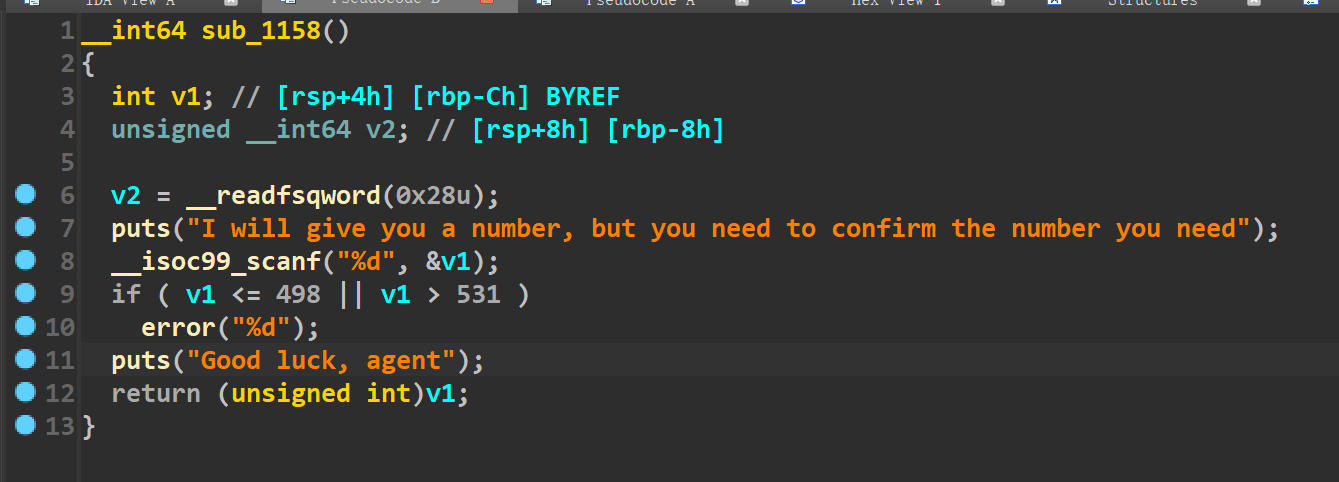 IDA View A Pseudocode B Pseudocode A Hex View 1 Structures
1 __int64 sub_1158()
2 {
3 int v1; // [rsp+4h] [rbp-Ch] BYREF
4 unsigned __int64 v2; // [rsp+8h] [rbp-8h]
5
6 v2 = __readfsqword(0x28u);
7 puts("I will give you a number, but you need to confirm the number you need");
8 __isoc99_scanf("%d", &v1);
9 if ( v1 <= 498 || v1 > 531 )
10 error("%d");
11 puts("Good luck, agent");
12 return (unsigned int)v1;
13 }